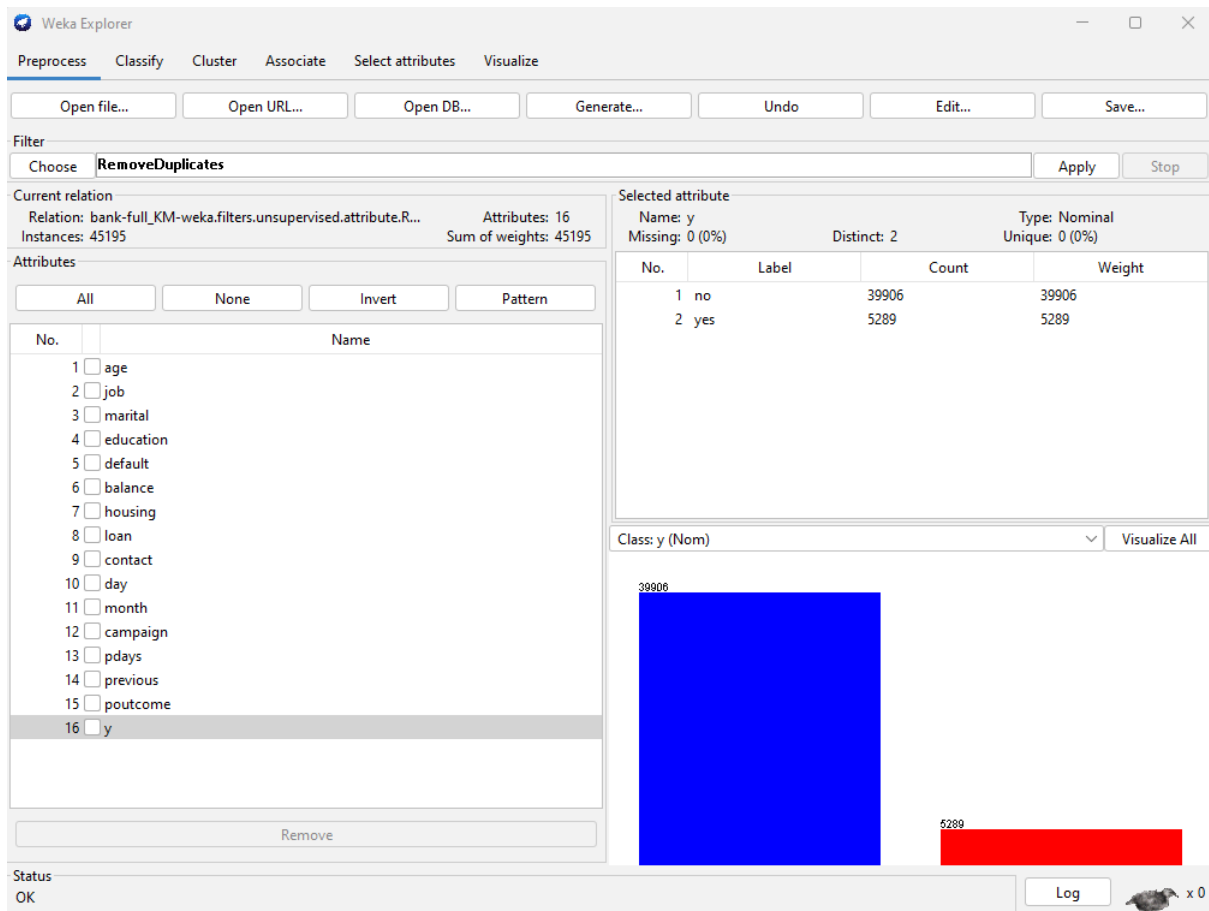 Weka Explorer
Preprocess Classify Cluster Associate Select attributes Visualize
Open file... Open URL... Open DB... Generate... Undo Edit... Save...
Filter
Choose RemoveDuplicates Apply Stop
Current relation
Relation: bank-full_KM-weka.filters.unsupervised.attribute.R... Attributes: 16
Instances: 45195 Sum of weights: 45195
Attributes
All None Invert Pattern
No. Name
1 age
2 job
3 marital
4 education
5 default
6 balance
7 housing
8 loan
9 contact
10 day
11 month
12 campaign
13 pdays
14 previous
15 poutcome
16 y
Remove
Selected attribute
Name: y Type: Nominal
Missing: 0 (0%) Distinct: 2 Unique: 0 (0%)
No. Label Count Weight
1 no 39906 39906
2 yes 5289 5289
Class: y (Nom) Visualize All
39906
5289
Status
OK
Log x 0